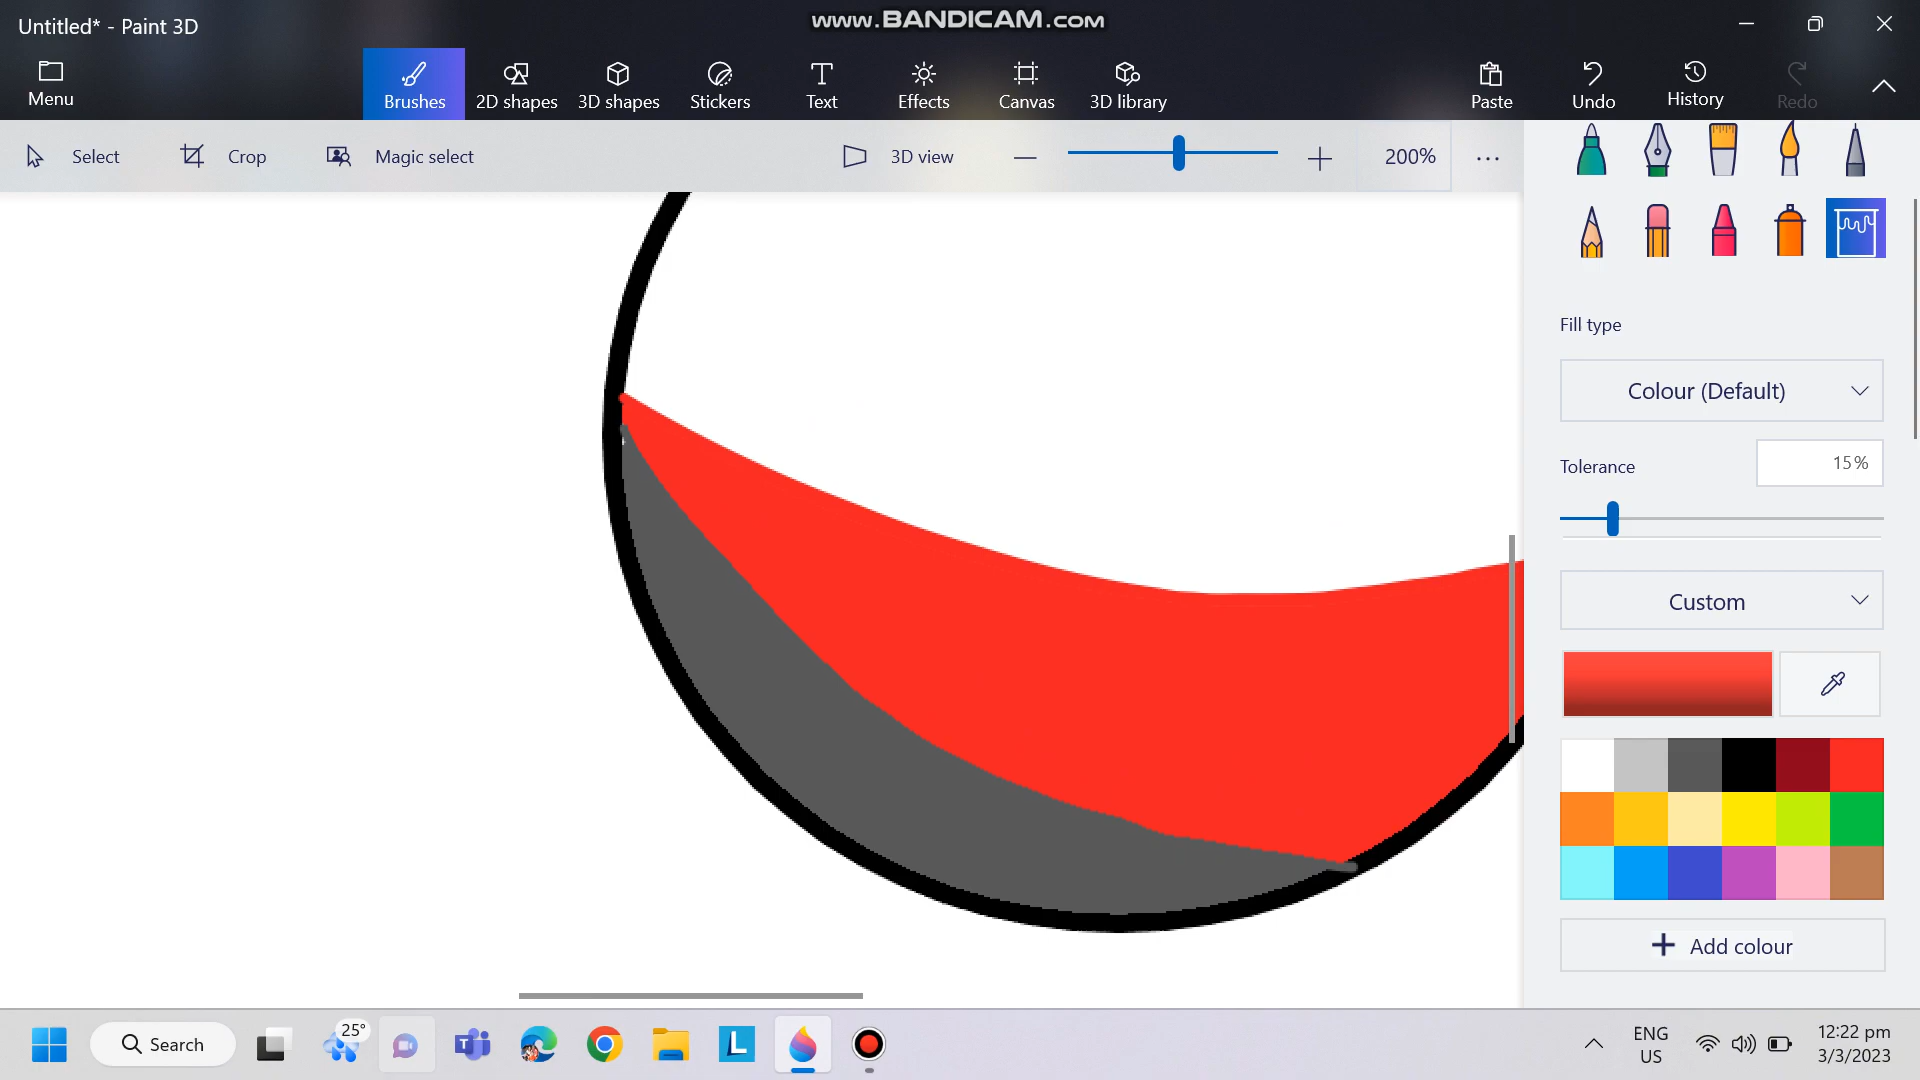 www.BANDICAM.com
Untitled* - Paint 3D
Menu
Brushes
2D shapes
3D shapes
Stickers
Text
Effects
Canvas
3D library
Paste
Undo
History
Redo
Select
Crop
Magic select
3D view
200%
Fill type
Colour (Default)
Tolerance
15%
Custom
Add colour
25°
Search
T
L
ENG
US
12:22 pm
3/3/2023